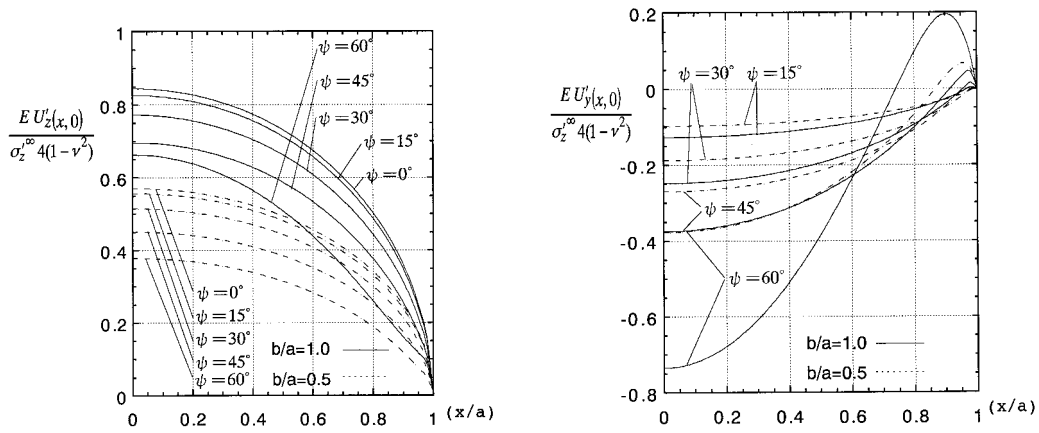 E U'z(x, 0)
σ'z∞ 4(1−ν²)
1
0.8
0.6
0.4
0.2
0
0 0.2 0.4 0.6 0.8 1
(x/a)
ψ=60°
ψ=45°
ψ=30°
ψ=15°
ψ=0°
ψ=0°
ψ=15°
ψ=30°
ψ=45°
ψ=60°
b/a=1.0
b/a=0.5
E U'y(x, 0)
σ'z∞ 4(1−ν²)
0.2
0
-0.2
-0.4
-0.6
-0.8
0 0.2 0.4 0.6 0.8 1
(x/a)
ψ=30° ψ=15°
ψ=45°
ψ=60°
b/a=1.0
b/a=0.5